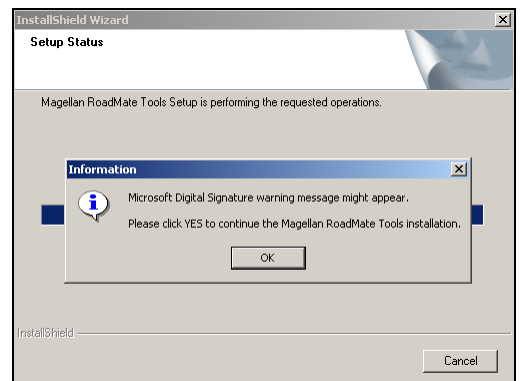 InstallShield Wizard
Setup Status
Magellan RoadMate Tools Setup is performing the requested operations.
Information
Microsoft Digital Signature warning message might appear.
Please click YES to continue the Magellan RoadMate Tools installation.
OK
InstallShield
Cancel